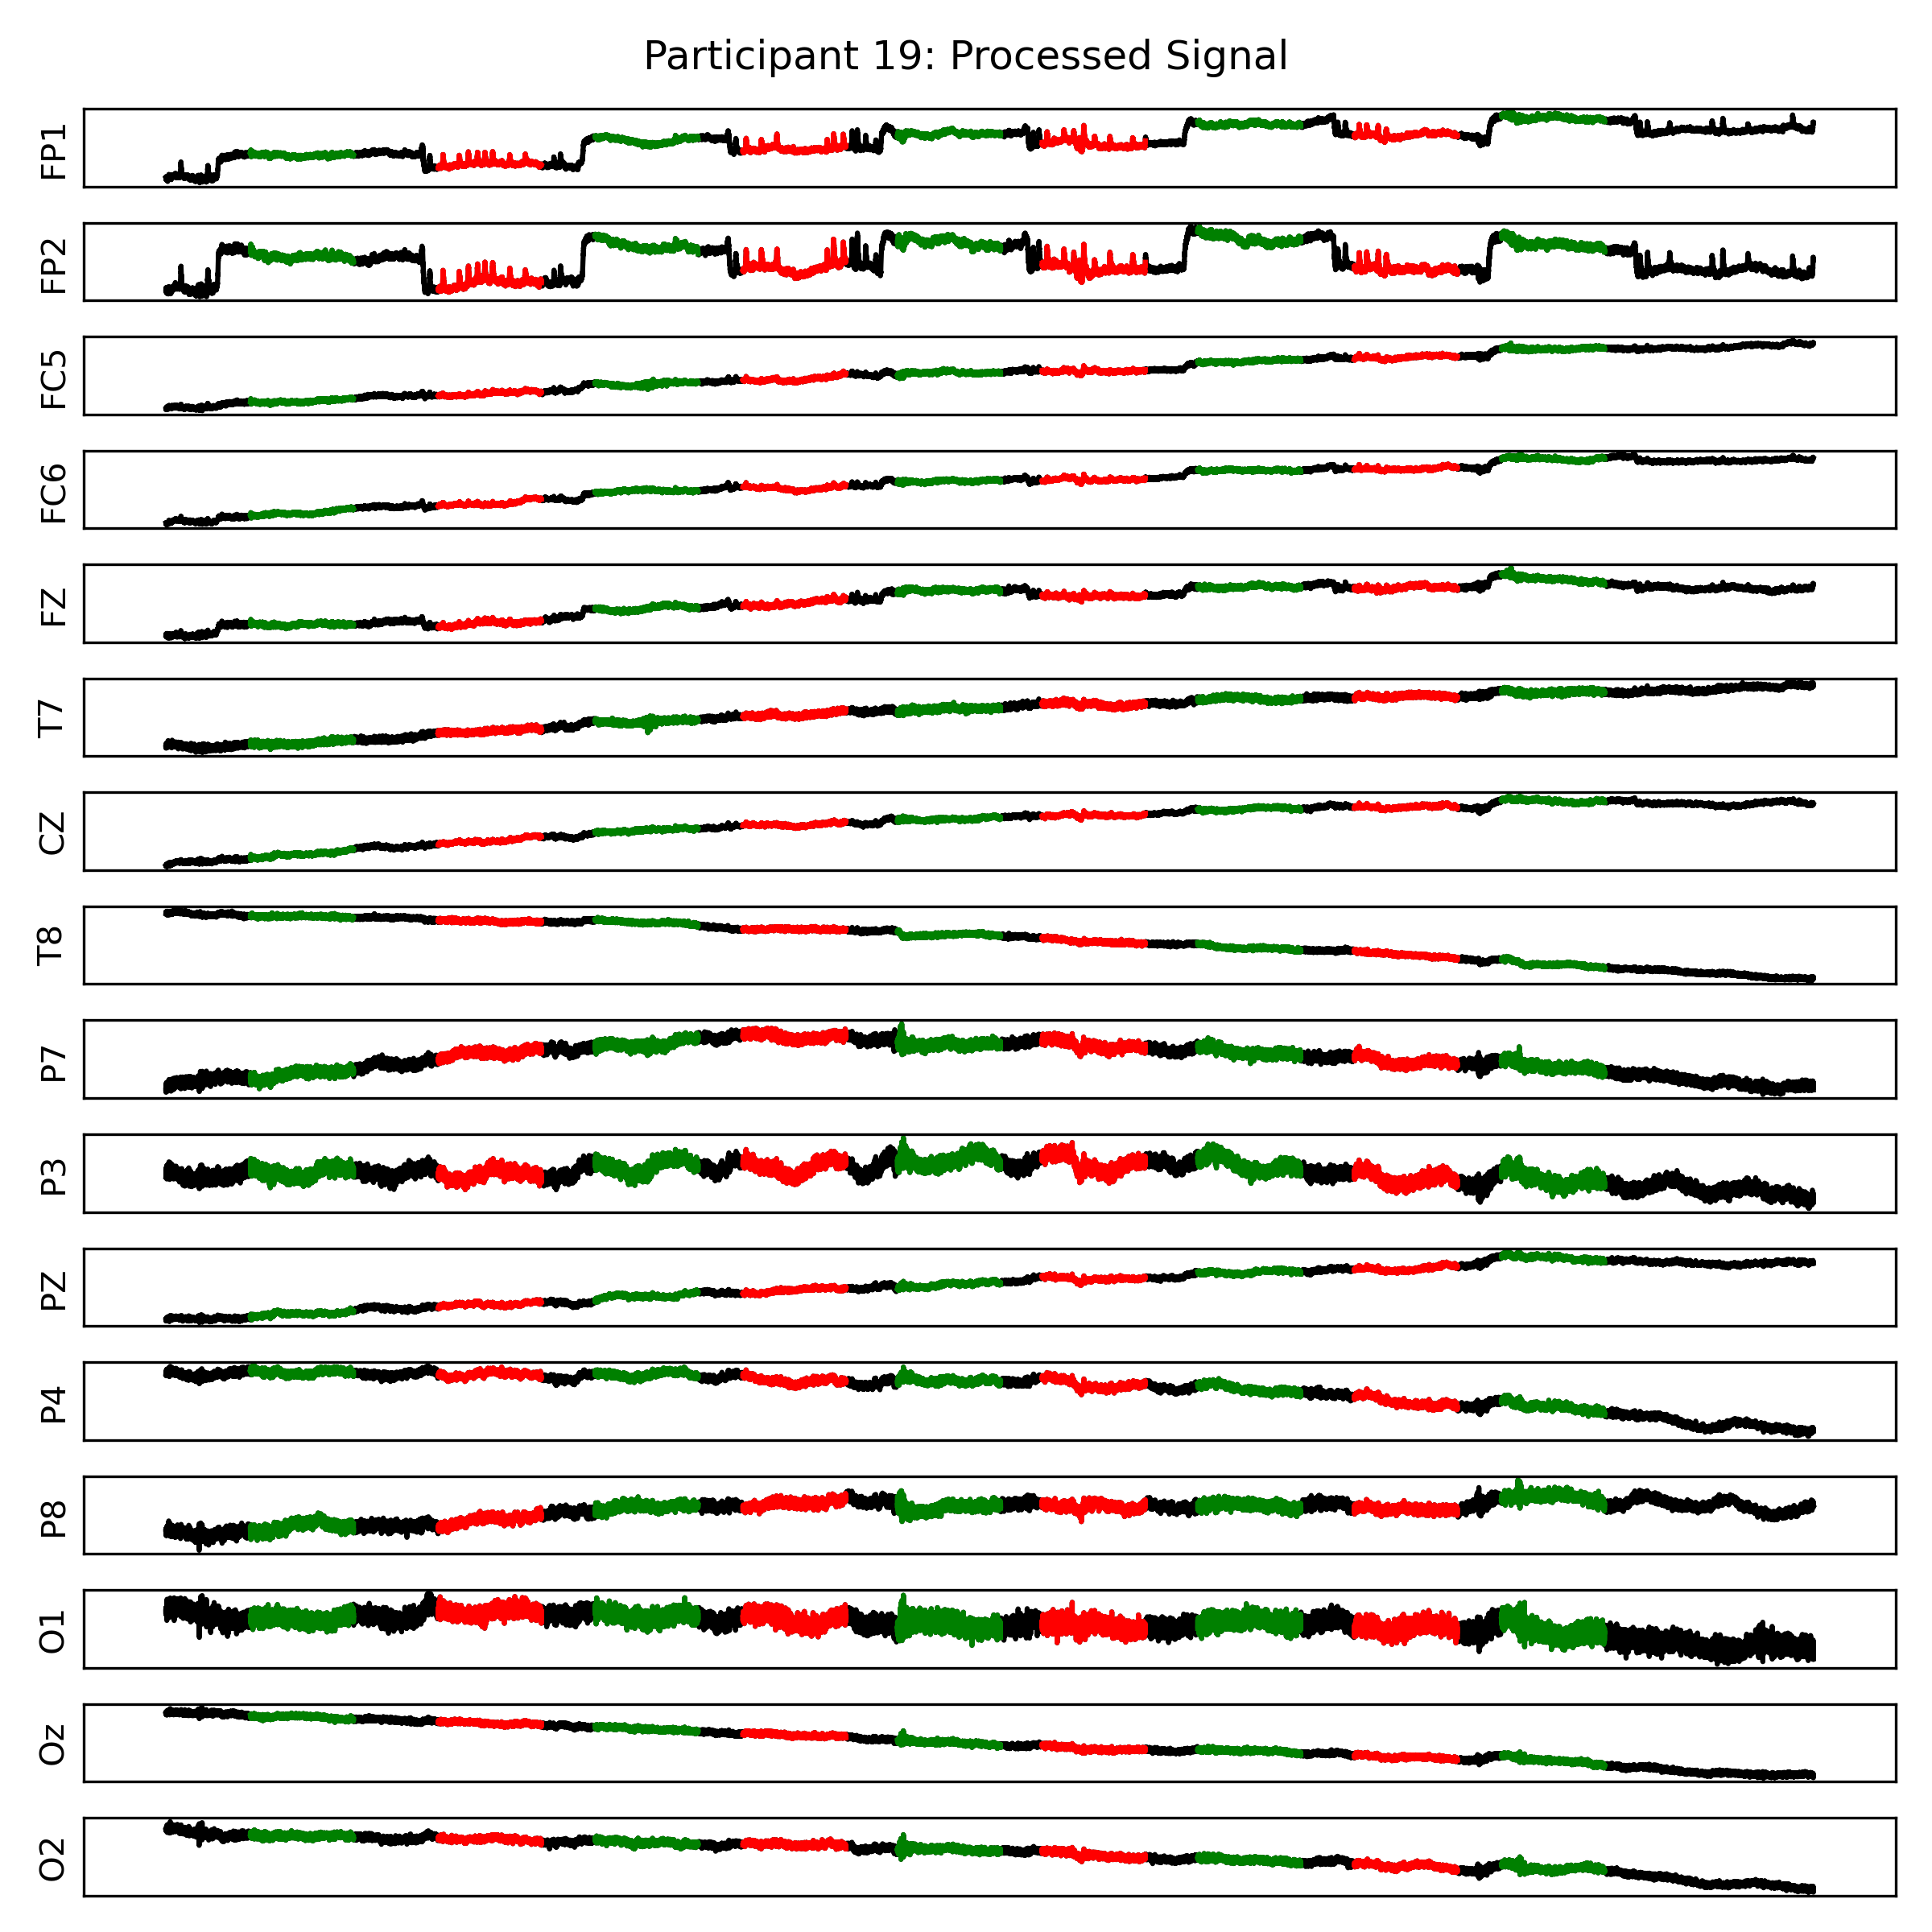 Participant 19: Processed Signal
FP1
FP2
FC5
FC6
FZ
T7
CZ
T8
P7
P3
PZ
P4
P8
O1
Oz
O2